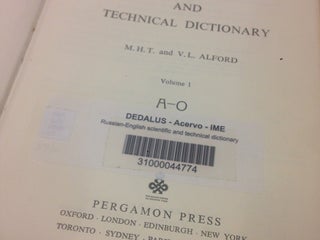 AND
TECHNICAL DICTIONARY
M.H.T. and V.L. ALFORD
Volume 1
А-О
DEDALUS - Acervo - IME
Russian-English scientific and technical dictionary
31000044774
PERGAMON PRESS
OXFORD · LONDON · EDINBURGH · NEW YORK
TORONTO · SYDNEY ·